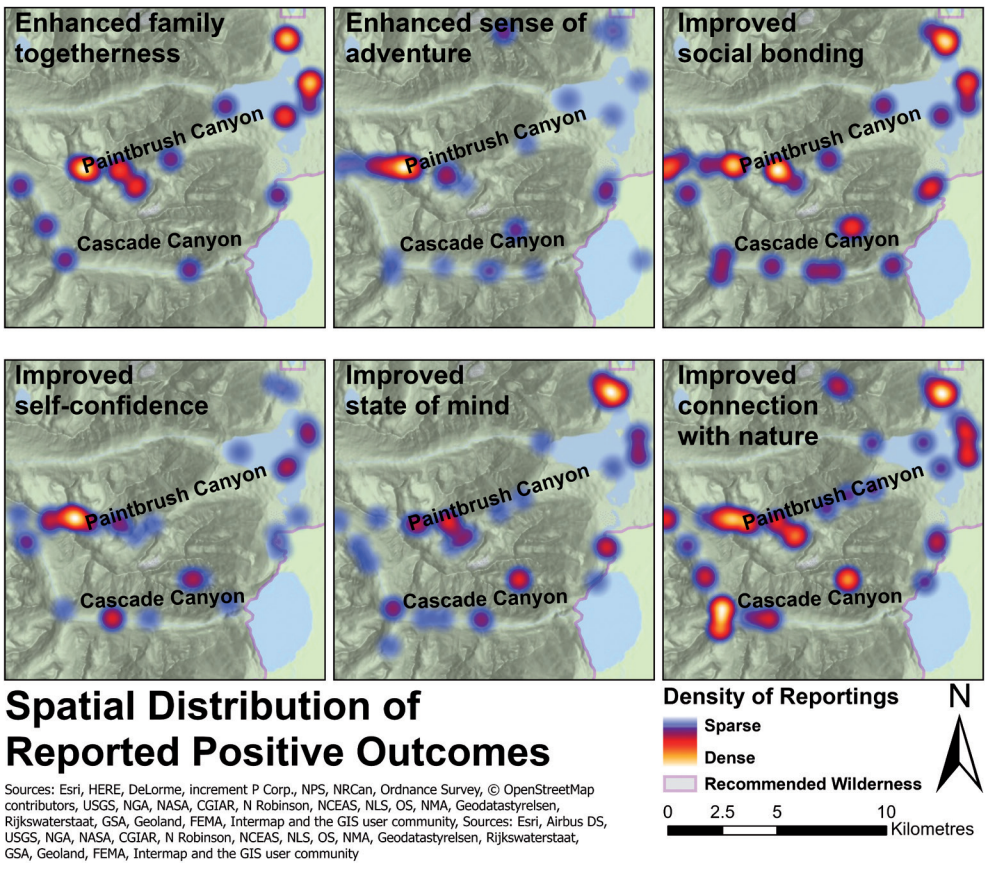 Enhanced family
togetherness
Paintbrush Canyon
Cascade Canyon
Enhanced sense of
adventure
Paintbrush Canyon
Cascade Canyon
Improved
social bonding
Paintbrush Canyon
Cascade Canyon
Improved
self-confidence
Paintbrush Canyon
Cascade Canyon
Improved
state of mind
Paintbrush Canyon
Cascade Canyon
Improved
connection
with nature
Paintbrush Canyon
Cascade Canyon
Spatial Distribution of
Reported Positive Outcomes
Sources: Esri, HERE, DeLorme, increment P Corp., NPS, NRCan, Ordnance Survey, © OpenStreetMap
contributors, USGS, NGA, NASA, CGIAR, N Robinson, NCEAS, NLS, OS, NMA, Geodatastyrelsen,
Rijkswaterstaat, GSA, Geoland, FEMA, Intermap and the GIS user community, Sources: Esri, Airbus DS,
USGS, NGA, NASA, CGIAR, N Robinson, NCEAS, NLS, OS, NMA, Geodatastyrelsen, Rijkswaterstaat,
GSA, Geoland, FEMA, Intermap and the GIS user community
Density of Reportings
Sparse
Dense
Recommended Wilderness
N
0 2.5 5 10
Kilometres